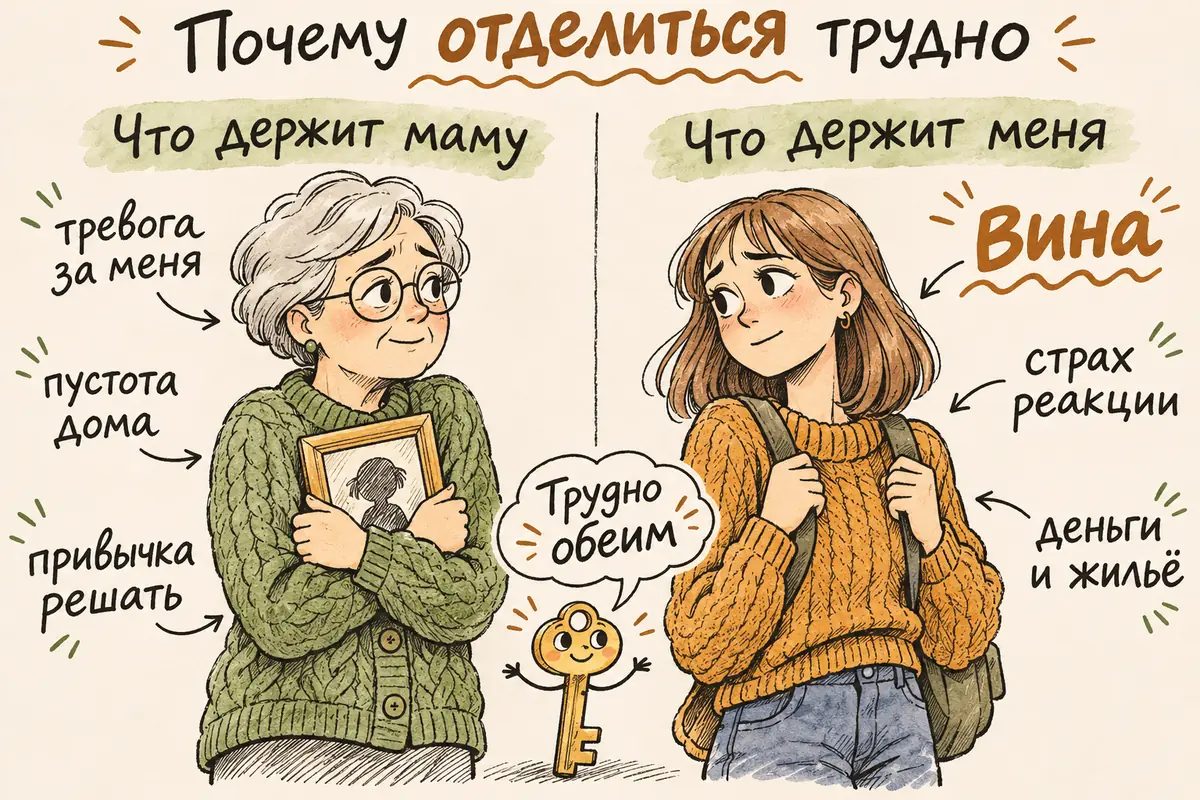 Почему отделиться трудно
Что держит маму
тревога
за меня
пустота
дома
привычка
решать
Что держит меня
Вина
страх
реакции
деньги
и жильё
Трудно
обеим